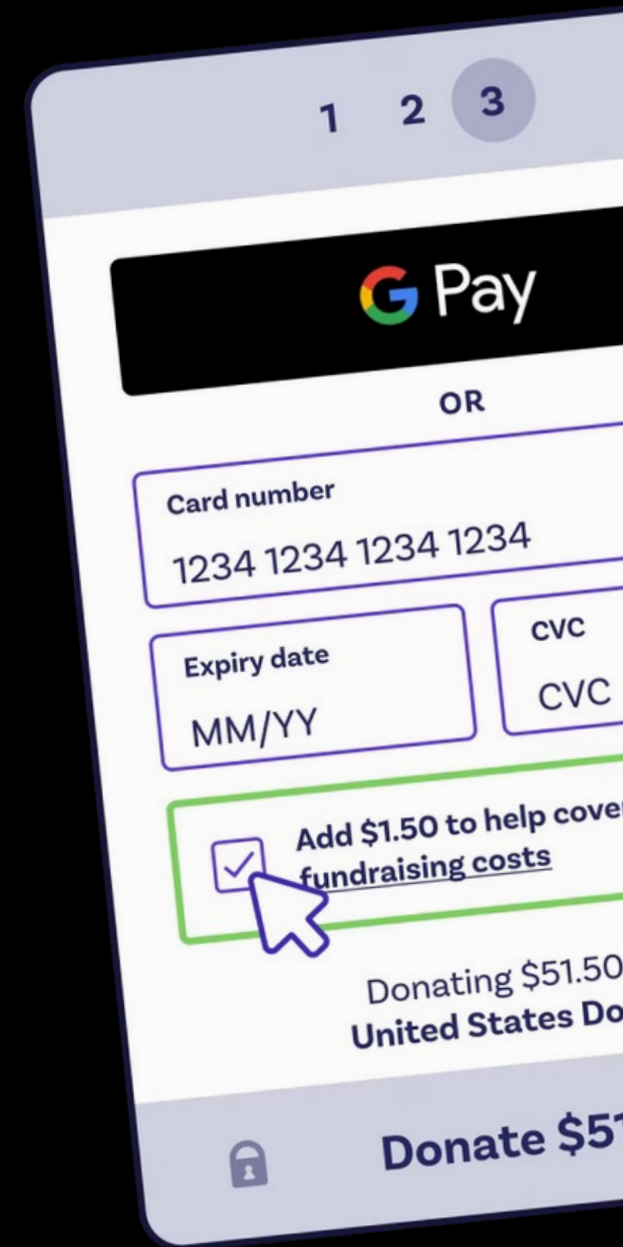 1 2 3
G Pay
OR
Card number
1234 1234 1234 1234
Expiry date
CVC
MM/YY
CVC
Add $1.50 to help cove
fundraising costs
Donating $51.50
United States Do
Donate $51